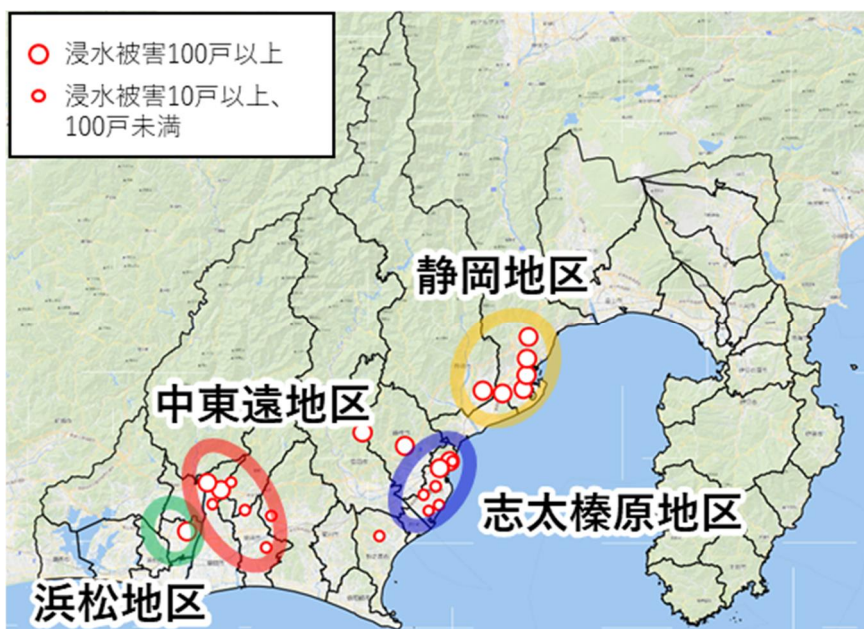 浸水被害100戸以上
浸水被害10戸以上、
100戸未満
静岡地区
中東遠地区
志太榛原地区
浜松地区